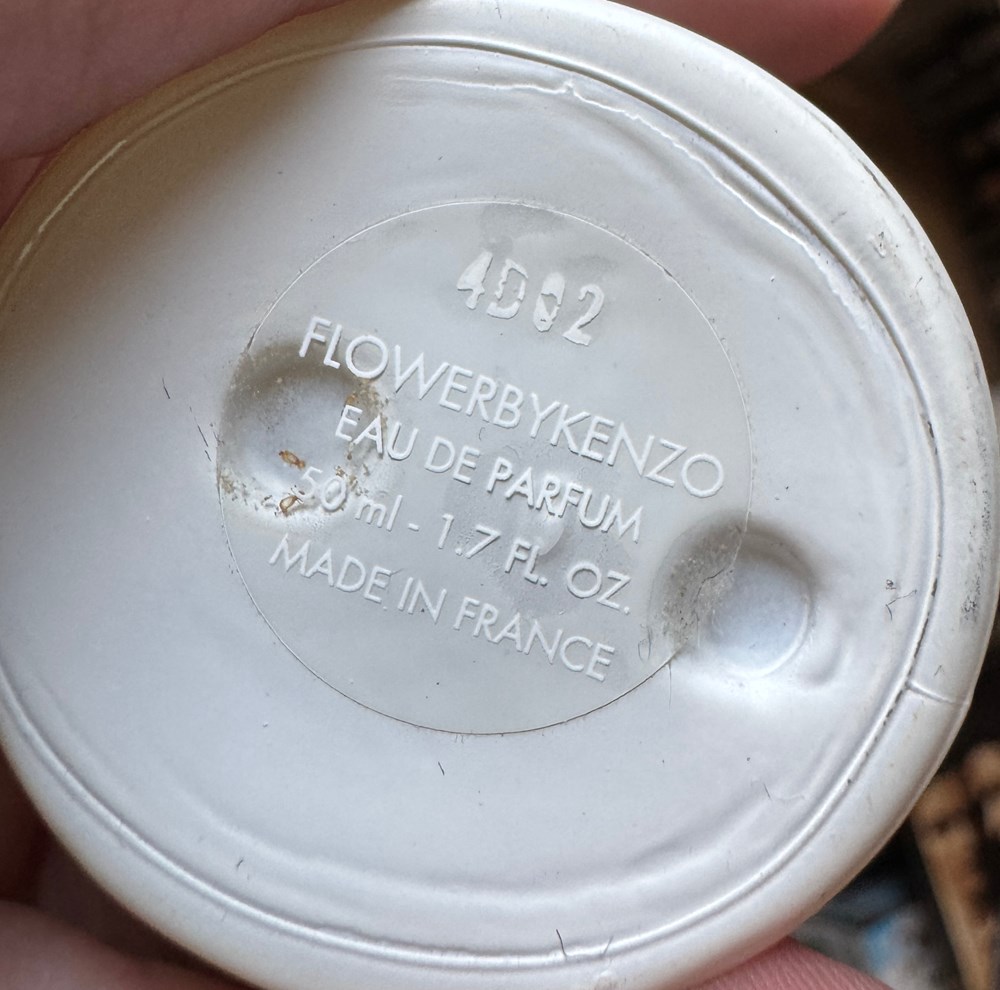 4D02
FLOWERBYKENZO
EAU DE PARFUM
50 ml - 1.7 FL. OZ.
MADE IN FRANCE